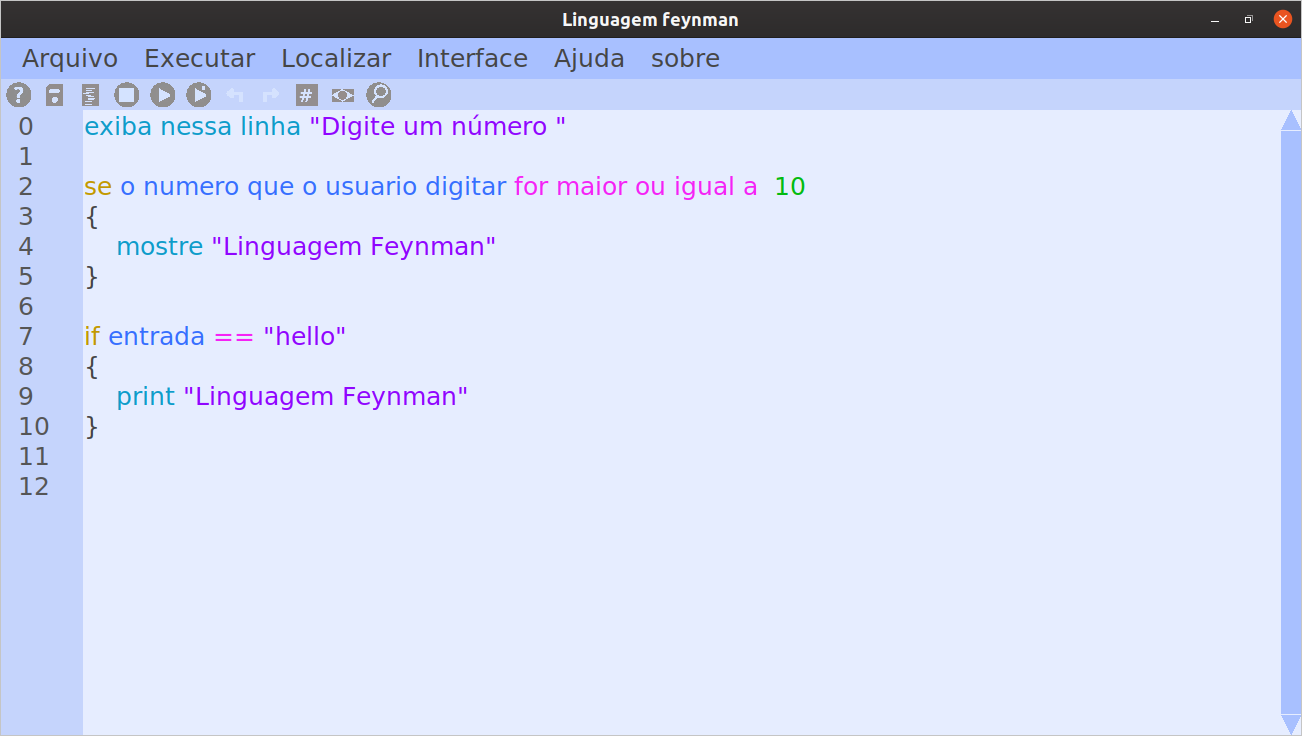 Linguagem feynman
Arquivo Executar Localizar Interface Ajuda sobre
? #
0 exiba nessa linha "Digite um número "
1
2 se o numero que o usuario digitar for maior ou igual a  10
3 {
4     mostre "Linguagem Feynman"
5 }
6
7 if entrada == "hello"
8 {
9     print "Linguagem Feynman"
10 }
11
12